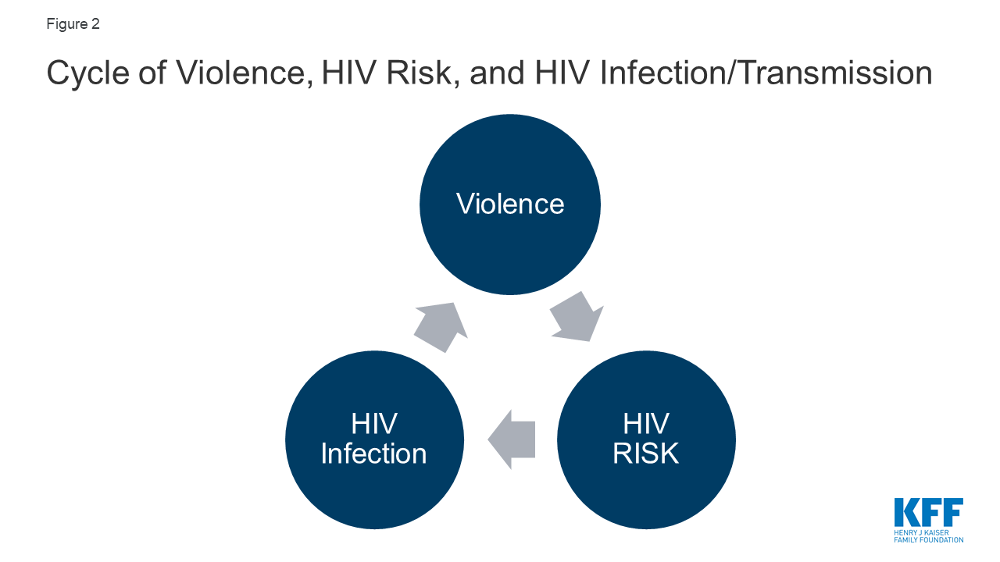 Figure 2
Cycle of Violence, HIV Risk, and HIV Infection/Transmission
Violence
HIV
Infection
HIV
RISK
KFF
HENRY J KAISER
FAMILY FOUNDATION